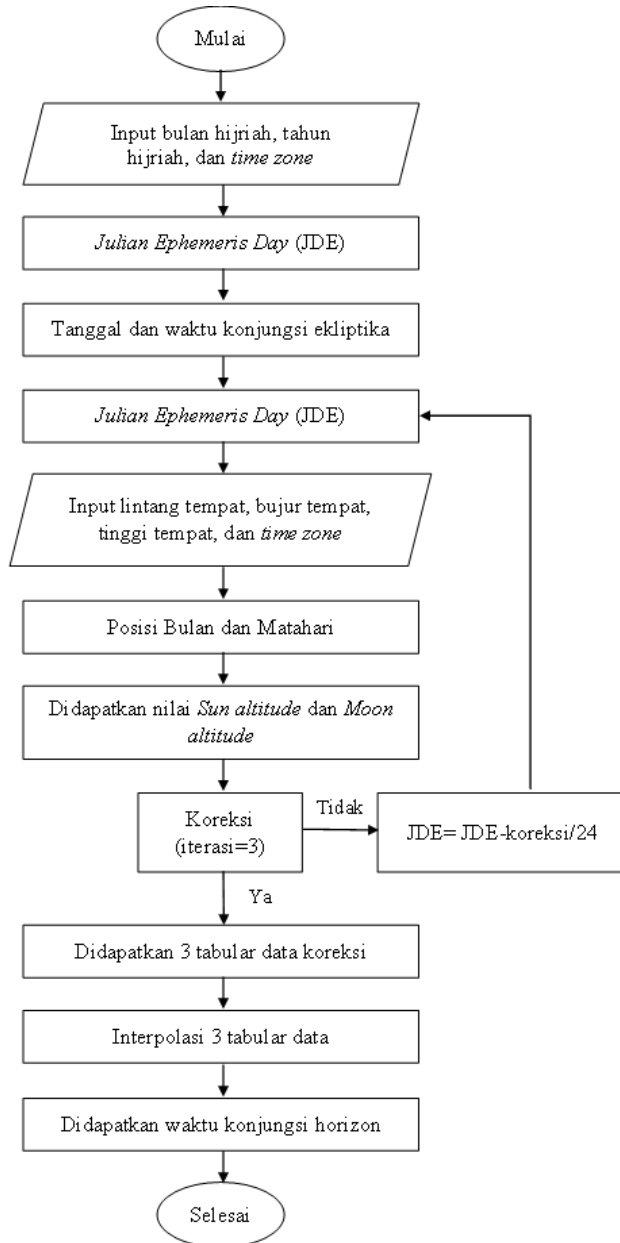 Mulai
Input bulan hijriah, tahun
hijriah, dan time zone
Julian Ephemeris Day (JDE)
Tanggal dan waktu konjungsi ekliptika
Julian Ephemeris Day (JDE)
Input lintang tempat, bujur tempat,
tinggi tempat, dan time zone
Posisi Bulan dan Matahari
Didapatkan nilai Sun altitude dan Moon
altitude
Koreksi
(iterasi=3)
Tidak
JDE= JDE-koreksi/24
Ya
Didapatkan 3 tabular data koreksi
Interpolasi 3 tabular data
Didapatkan waktu konjungsi horizon
Selesai